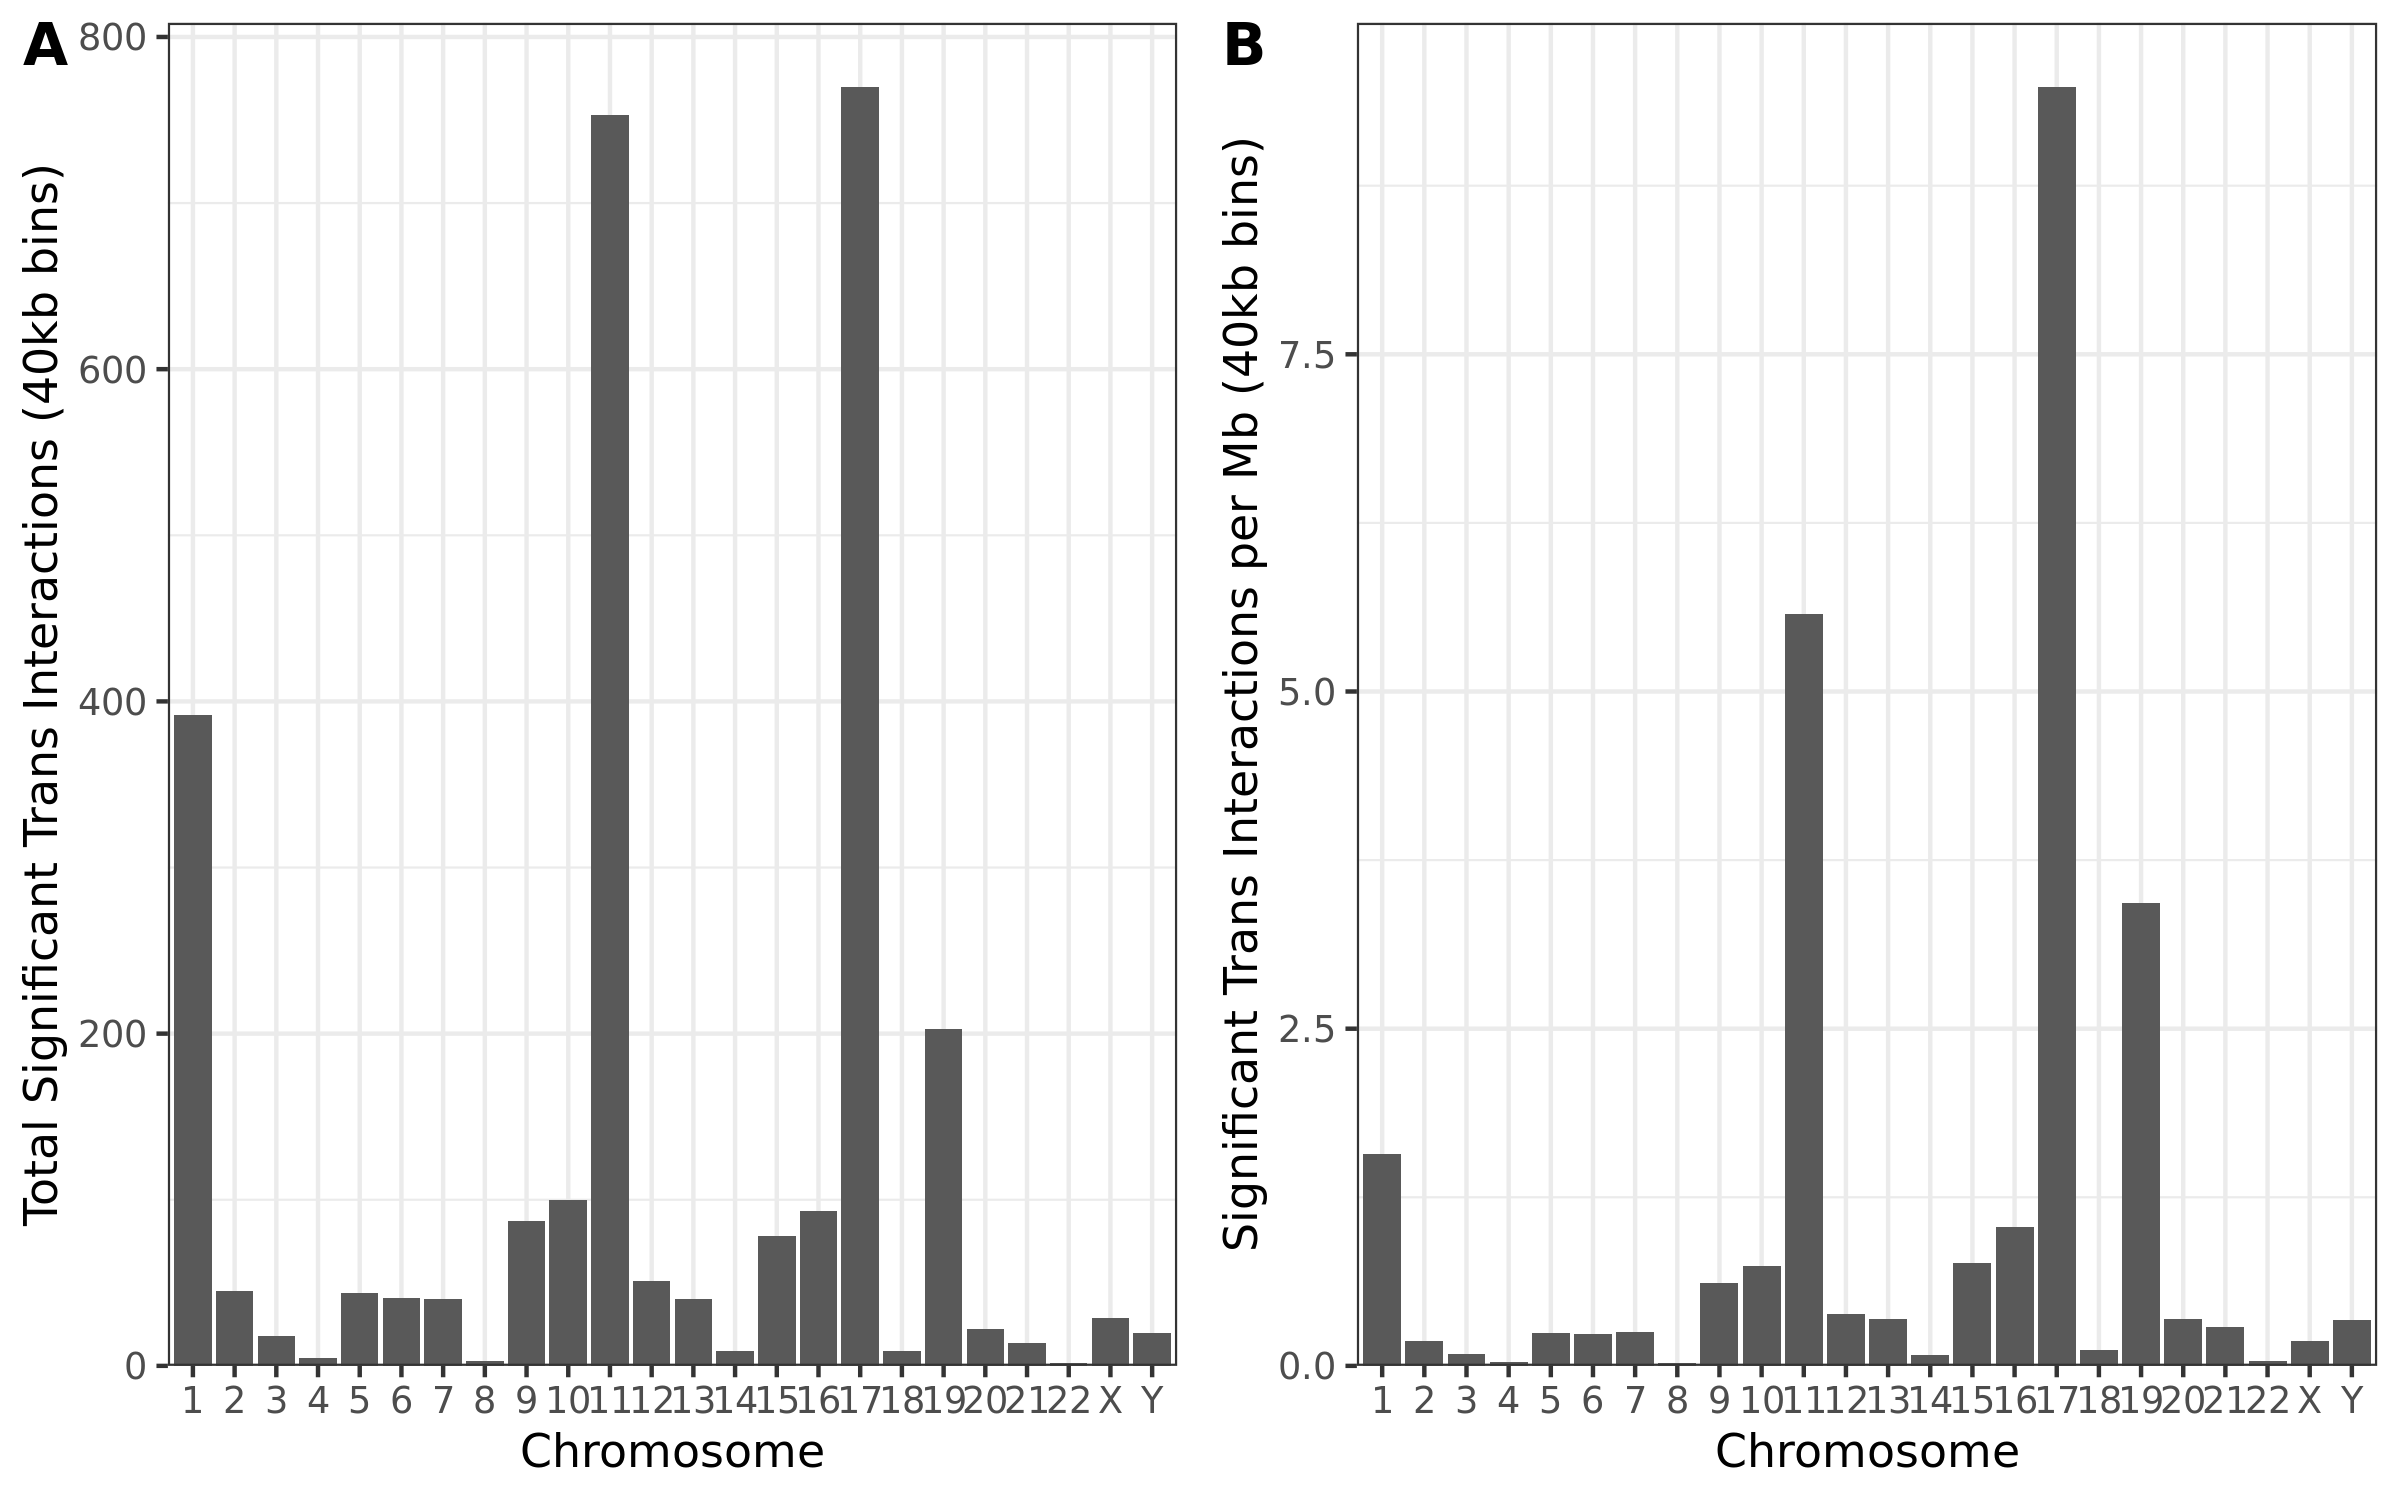 A
Total Significant Trans Interactions (40kb bins)
800
600
400
200
0
1 2 3 4 5 6 7 8 9 10 11 12 13 14 15 16 17 18 19 20 21 22 X Y
Chromosome
B
Significant Trans Interactions per Mb (40kb bins)
7.5
5.0
2.5
0.0
1 2 3 4 5 6 7 8 9 10 11 12 13 14 15 16 17 18 19 20 21 22 X Y
Chromosome